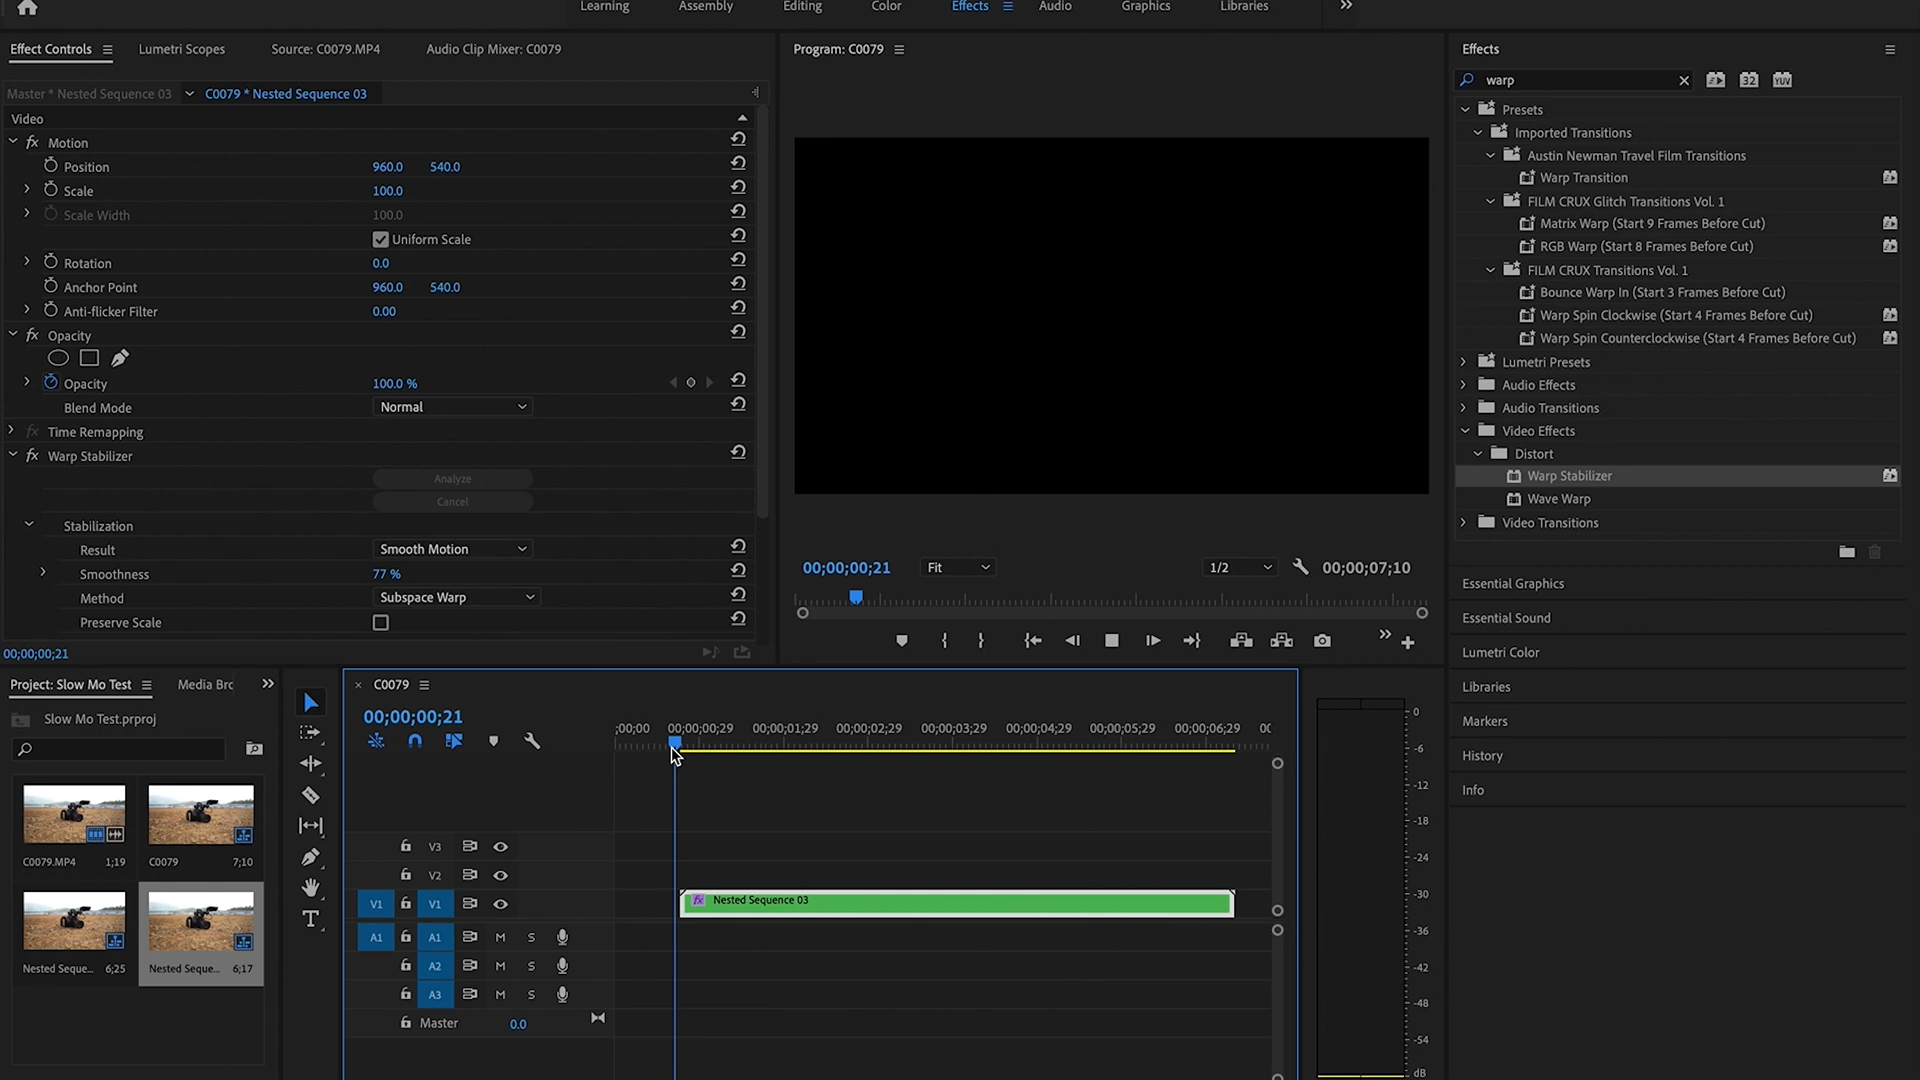 Learning
Assembly
Editing
Color
Effects
Audio
Graphics
Libraries
Effect Controls
Lumetri Scopes
Source: C0079.MP4
Audio Clip Mixer: C0079
Master * Nested Sequence 03
C0079 * Nested Sequence 03
Video
fx Motion
Position 960.0 540.0
Scale 100.0
Scale Width 100.0
Uniform Scale
Rotation 0.0
Anchor Point 960.0 540.0
Anti-flicker Filter 0.00
fx Opacity
Opacity 100.0 %
Blend Mode Normal
fx Time Remapping
fx Warp Stabilizer
Analyze
Cancel
Stabilization
Result Smooth Motion
Smoothness 77 %
Method Subspace Warp
Preserve Scale
00;00;00;21
Program: C0079
00;00;00;21
Fit
1/2
00;00;07;10
Effects
warp
32
YUV
Presets
Imported Transitions
Austin Newman Travel Film Transitions
Warp Transition
FILM CRUX Glitch Transitions Vol. 1
Matrix Warp (Start 9 Frames Before Cut)
RGB Warp (Start 8 Frames Before Cut)
FILM CRUX Transitions Vol. 1
Bounce Warp In (Start 3 Frames Before Cut)
Warp Spin Clockwise (Start 4 Frames Before Cut)
Warp Spin Counterclockwise (Start 4 Frames Before Cut)
Lumetri Presets
Audio Effects
Audio Transitions
Video Effects
Distort
Warp Stabilizer
Wave Warp
Video Transitions
Essential Graphics
Essential Sound
Lumetri Color
Libraries
Markers
History
Info
Project: Slow Mo Test
Media Brc
Slow Mo Test.prproj
C0079.MP4 1;19
C0079 7;10
Nested Seque... 6;25
Nested Seque... 6;17
C0079
00;00;00;21
;00;00
00;00;00;29
00;00;01;29
00;00;02;29
00;00;03;29
00;00;04;29
00;00;05;29
00;00;06;29
00
V3
V2
V1 V1
fx Nested Sequence 03
A1 A1 M S
A2 M S
A3 M S
Master 0.0
0
-6
-12
-18
-24
-30
-36
-42
-48
-54
dB